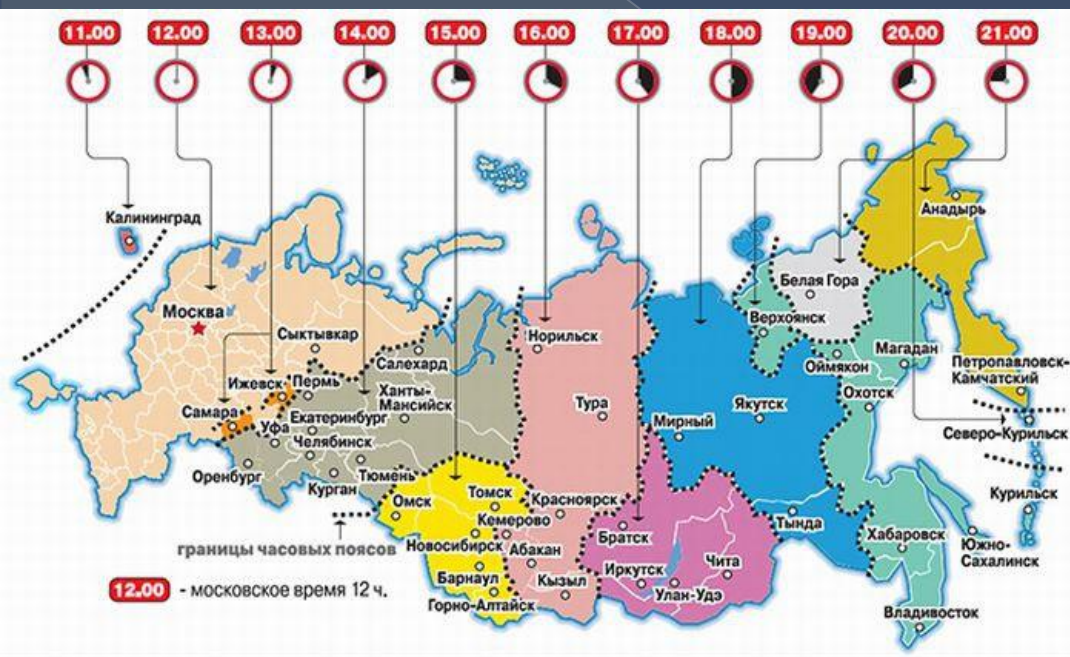 11.00
12.00
13.00
14.00
15.00
16.00
17.00
18.00
19.00
20.00
21.00
Калининград
Анадырь
Белая Гора
Москва
Верхоянск
Сыктывкар
Норильск
Магадан
Салехард
Оймякон
Петропавловск-
Камчатский
Ижевск
Пермь
Ханты-
Мансийск
Охотск
Самара
Тура
Якутск
Екатеринбург
Мирный
Уфа
Северо-Курильск
Челябинск
Оренбург
Тюмень
Курган
Томск
Красноярск
Курильск
Омск
Кемерово
Тында
Братск
Хабаровск
границы часовых поясов
Новосибирск
Абакан
Южно-
Сахалинск
Чита
Иркутск
Барнаул
Кызыл
Улан-Удэ
12.00 - московское время 12 ч.
Горно-Алтайск
Владивосток